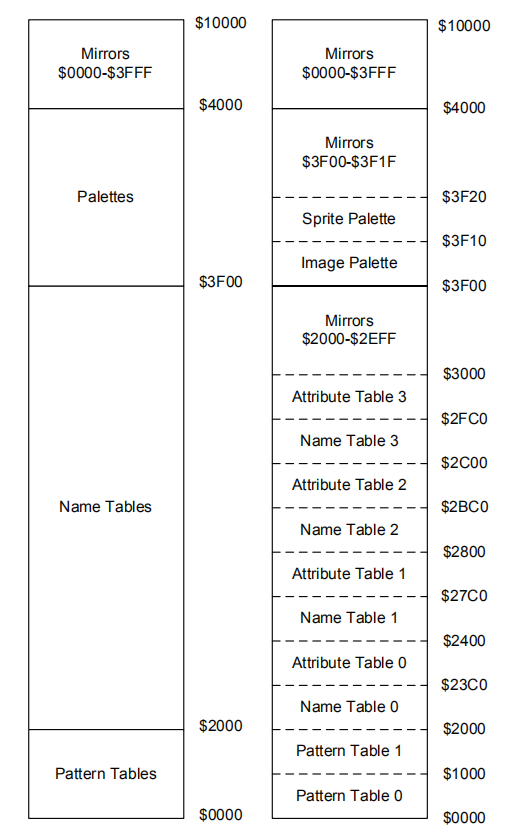 $10000
Mirrors
$0000-$3FFF
$4000
Palettes
$3F00
Name Tables
$2000
Pattern Tables
$0000
$10000
Mirrors
$0000-$3FFF
$4000
Mirrors
$3F00-$3F1F
$3F20
Sprite Palette
$3F10
Image Palette
$3F00
Mirrors
$2000-$2EFF
$3000
Attribute Table 3
$2FC0
Name Table 3
$2C00
Attribute Table 2
$2BC0
Name Table 2
$2800
Attribute Table 1
$27C0
Name Table 1
$2400
Attribute Table 0
$23C0
Name Table 0
$2000
Pattern Table 1
$1000
Pattern Table 0
$0000